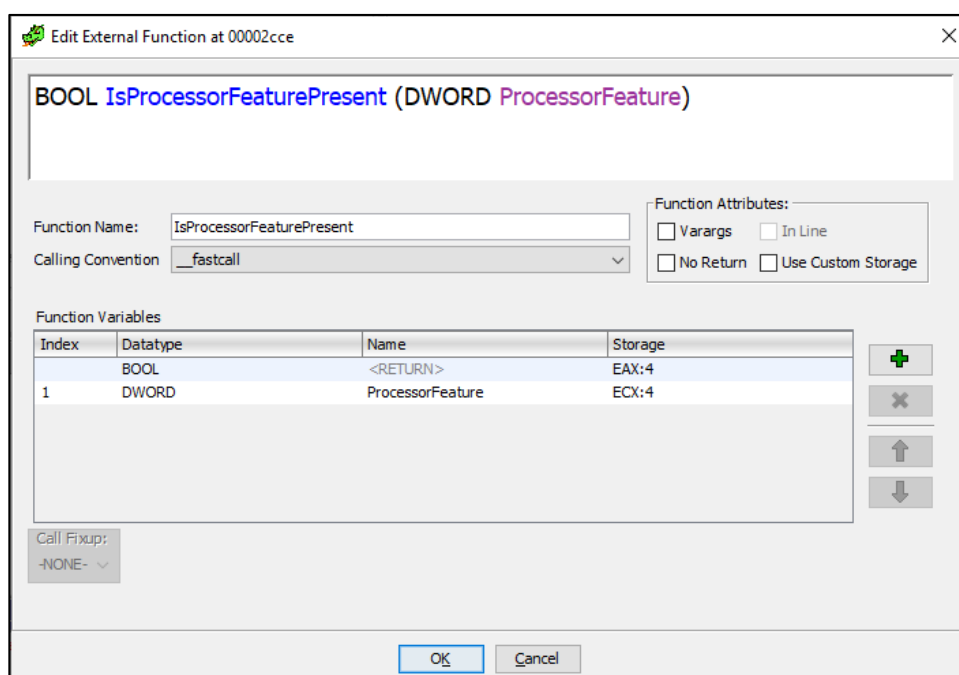 Edit External Function at 00002cce
BOOL IsProcessorFeaturePresent (DWORD ProcessorFeature)
Function Name: IsProcessorFeaturePresent
Calling Convention __fastcall
Function Attributes:
Varargs In Line
No Return Use Custom Storage
Function Variables
Index Datatype Name Storage
BOOL <RETURN> EAX:4
1 DWORD ProcessorFeature ECX:4
Call Fixup:
-NONE-
OK Cancel